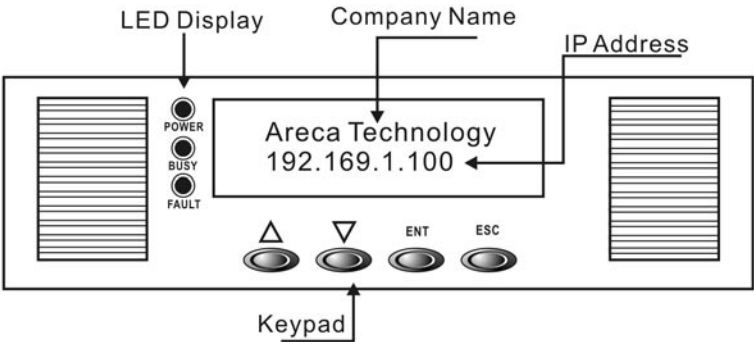 LED Display
Company Name
IP Address
POWER
BUSY
FAULT
Areca Technology
192.169.1.100
ENT
ESC
Keypad